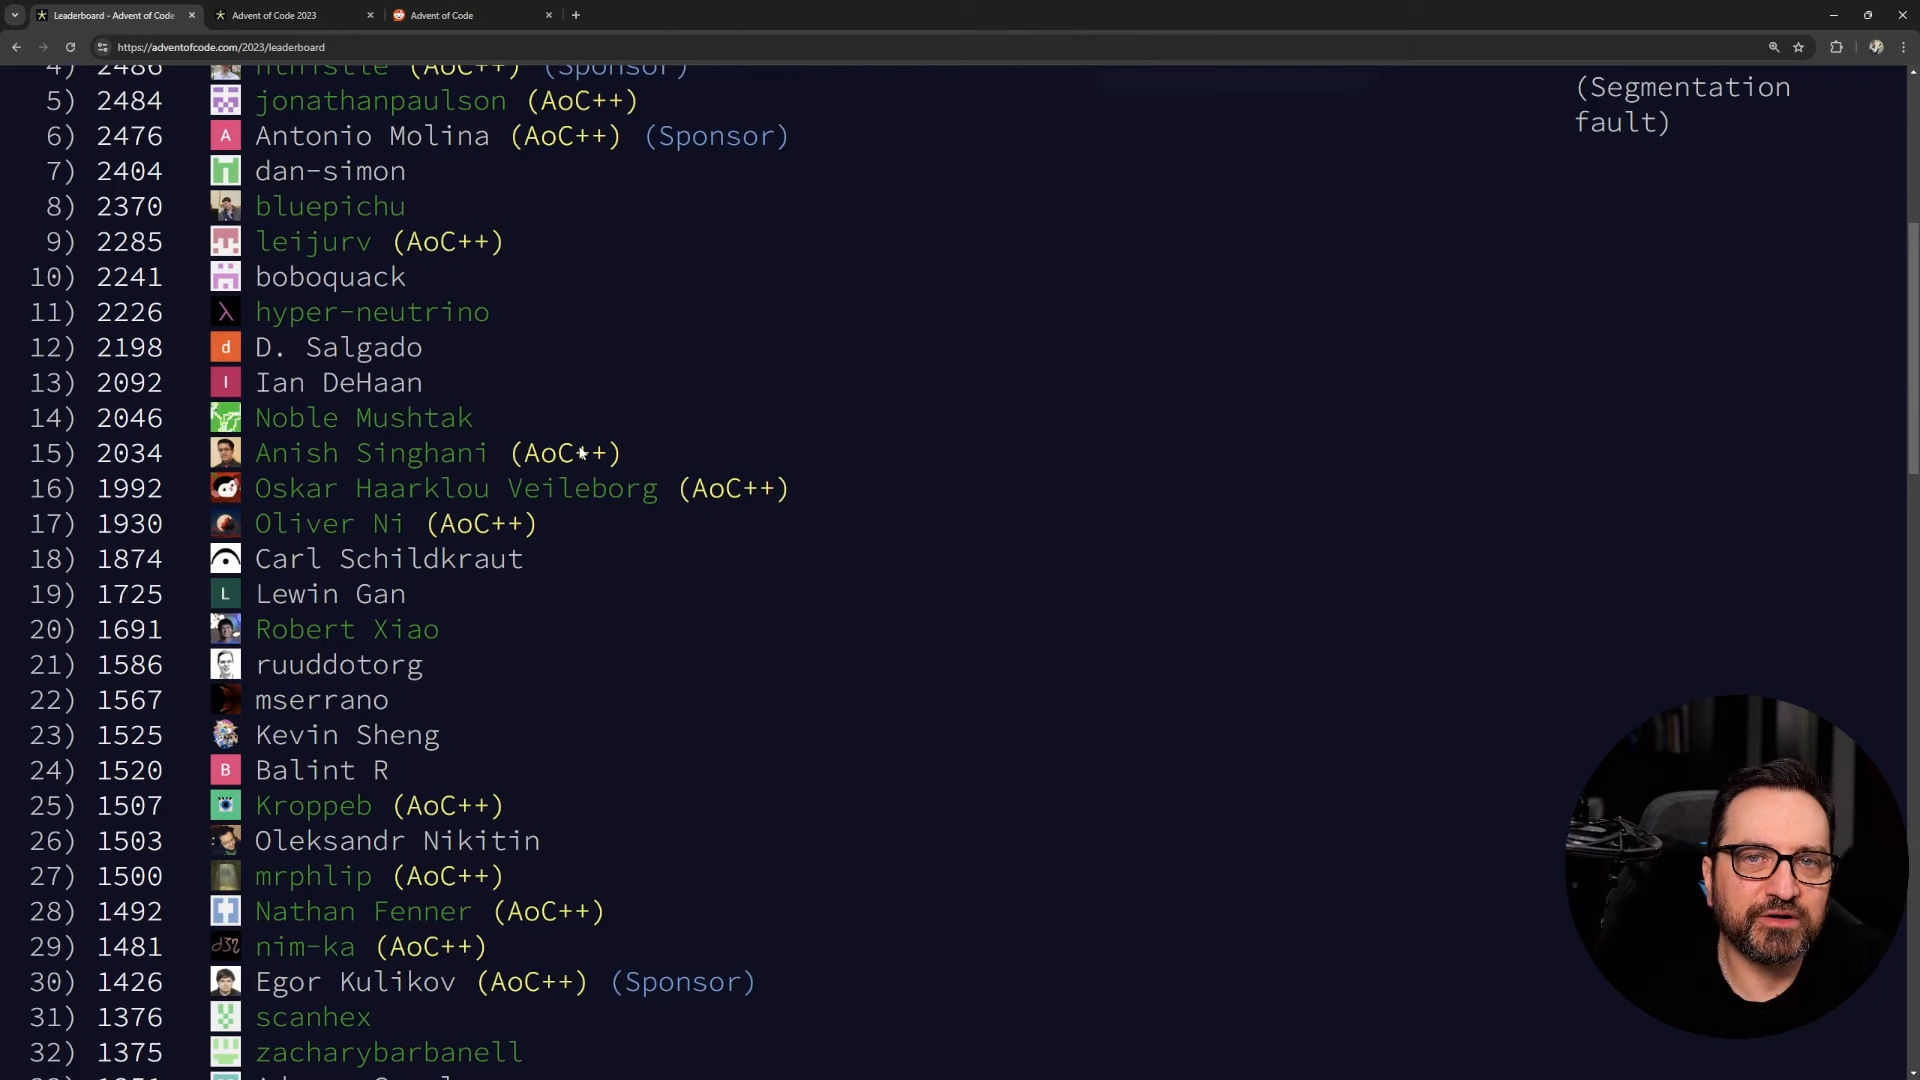 Leaderboard - Advent of Code
Advent of Code 2023
Advent of Code
https://adventofcode.com/2023/leaderboard
4) 2486 nthistle (AoC++) (Sponsor)
5) 2484 jonathanpaulson (AoC++)
6) 2476 A Antonio Molina (AoC++) (Sponsor)
7) 2404 dan-simon
8) 2370 bluepichu
9) 2285 leijurv (AoC++)
10) 2241 boboquack
11) 2226 λ hyper-neutrino
12) 2198 d D. Salgado
13) 2092 I Ian DeHaan
14) 2046 Noble Mushtak
15) 2034 Anish Singhani (AoC++)
16) 1992 Oskar Haarklou Veileborg (AoC++)
17) 1930 Oliver Ni (AoC++)
18) 1874 Carl Schildkraut
19) 1725 L Lewin Gan
20) 1691 Robert Xiao
21) 1586 ruuddotorg
22) 1567 mserrano
23) 1525 Kevin Sheng
24) 1520 B Balint R
25) 1507 Kroppeb (AoC++)
26) 1503 Oleksandr Nikitin
27) 1500 mrphlip (AoC++)
28) 1492 Nathan Fenner (AoC++)
29) 1481 nim-ka (AoC++)
30) 1426 Egor Kulikov (AoC++) (Sponsor)
31) 1376 scanhex
32) 1375 zacharybarbanell
(Segmentation
fault)